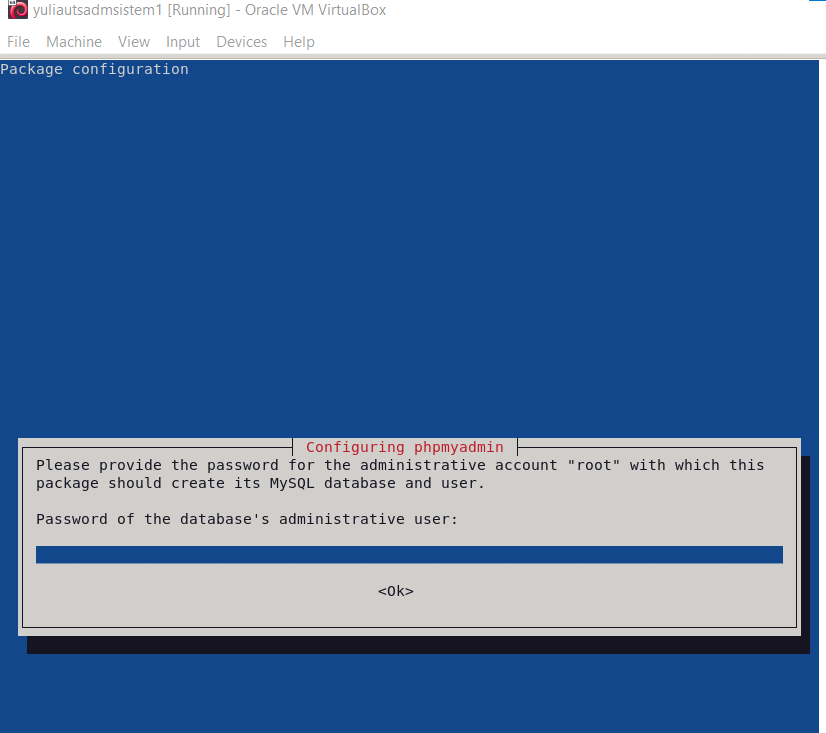 yuliautsadmsistem1 [Running] - Oracle VM VirtualBox
File Machine View Input Devices Help
Package configuration
Configuring phpmyadmin
Please provide the password for the administrative account "root" with which this
package should create its MySQL database and user.
Password of the database's administrative user:
<Ok>